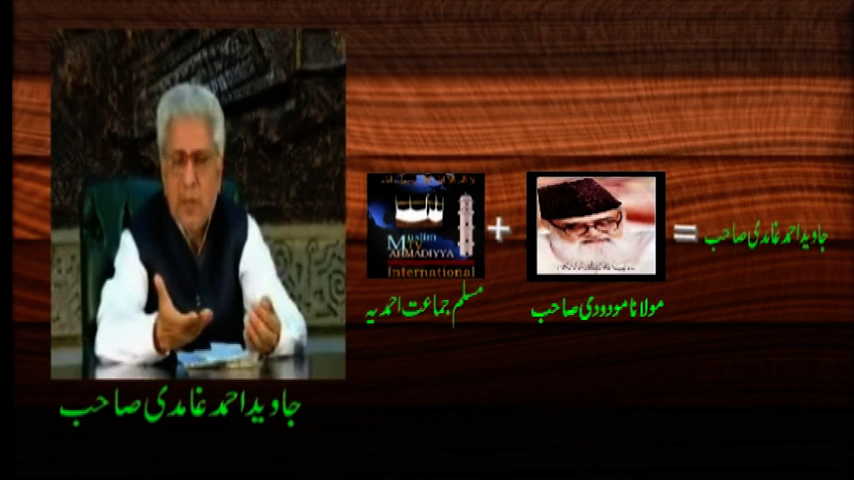 Muslim
TV
AHMADIYYA
International
+
=
جاوید احمد غامدی صاحب
مسلم جماعت احمدیہ
مولانا مودودی صاحب
جاوید احمد غامدی صاحب